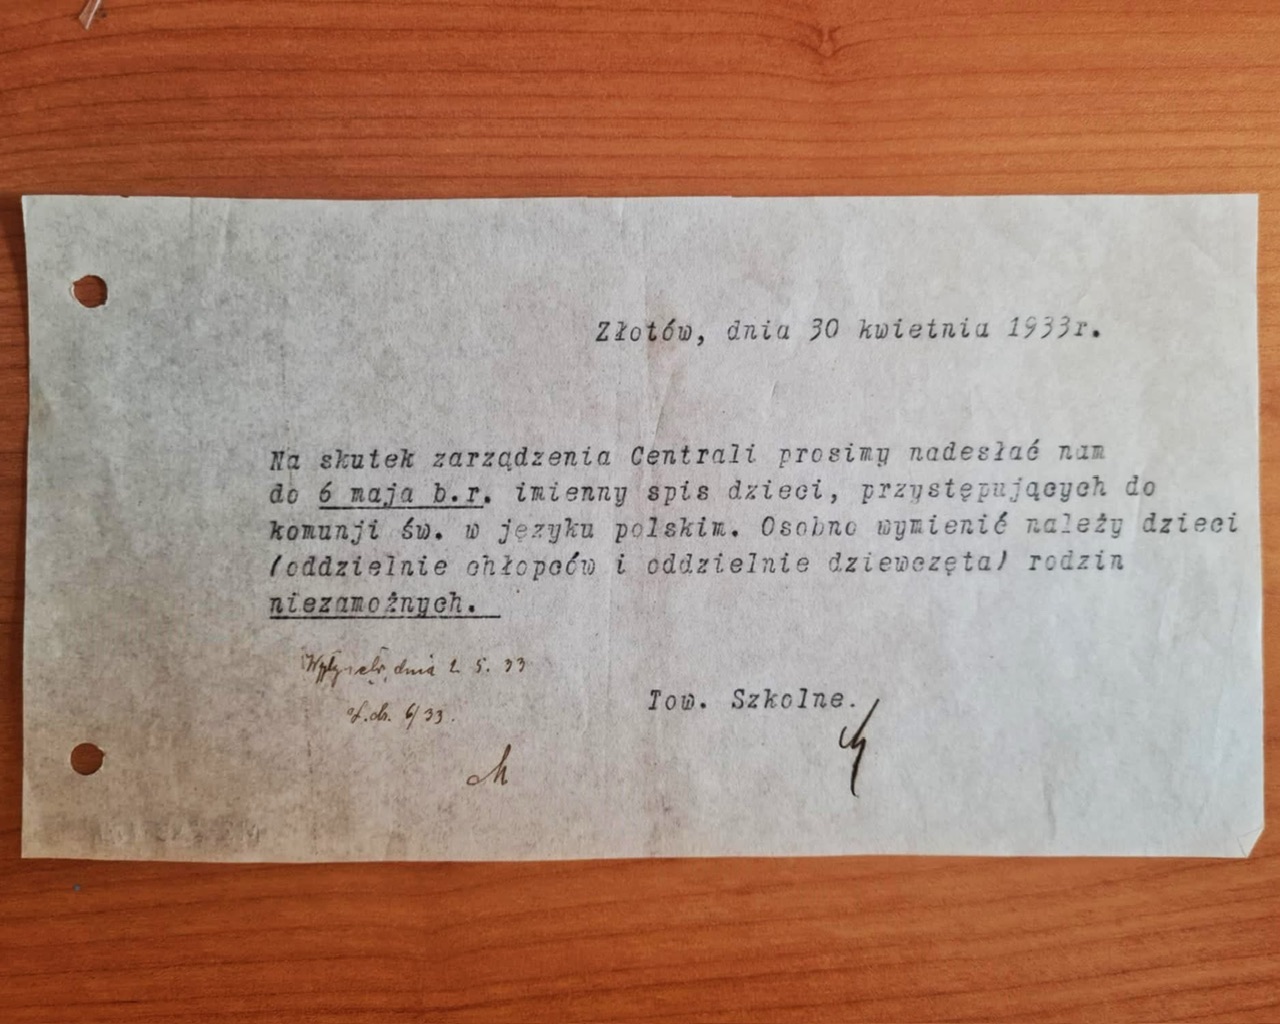 Złotów, dnia 30 kwietnia 1933r.
Na skutek zarządzenia Centrali prosimy nadesłać nam
do 6 maja b.r. imienny spis dzieci, przystępujących do
komunji św. w języku polskim. Osobno wymienić należy dzieci
/oddzielnie chłopców i oddzielnie dziewczęta/ rodzin
niezamożnych.
Wpłynęło dnia 2. 5. 33
6/33.
Tow. Szkolne.